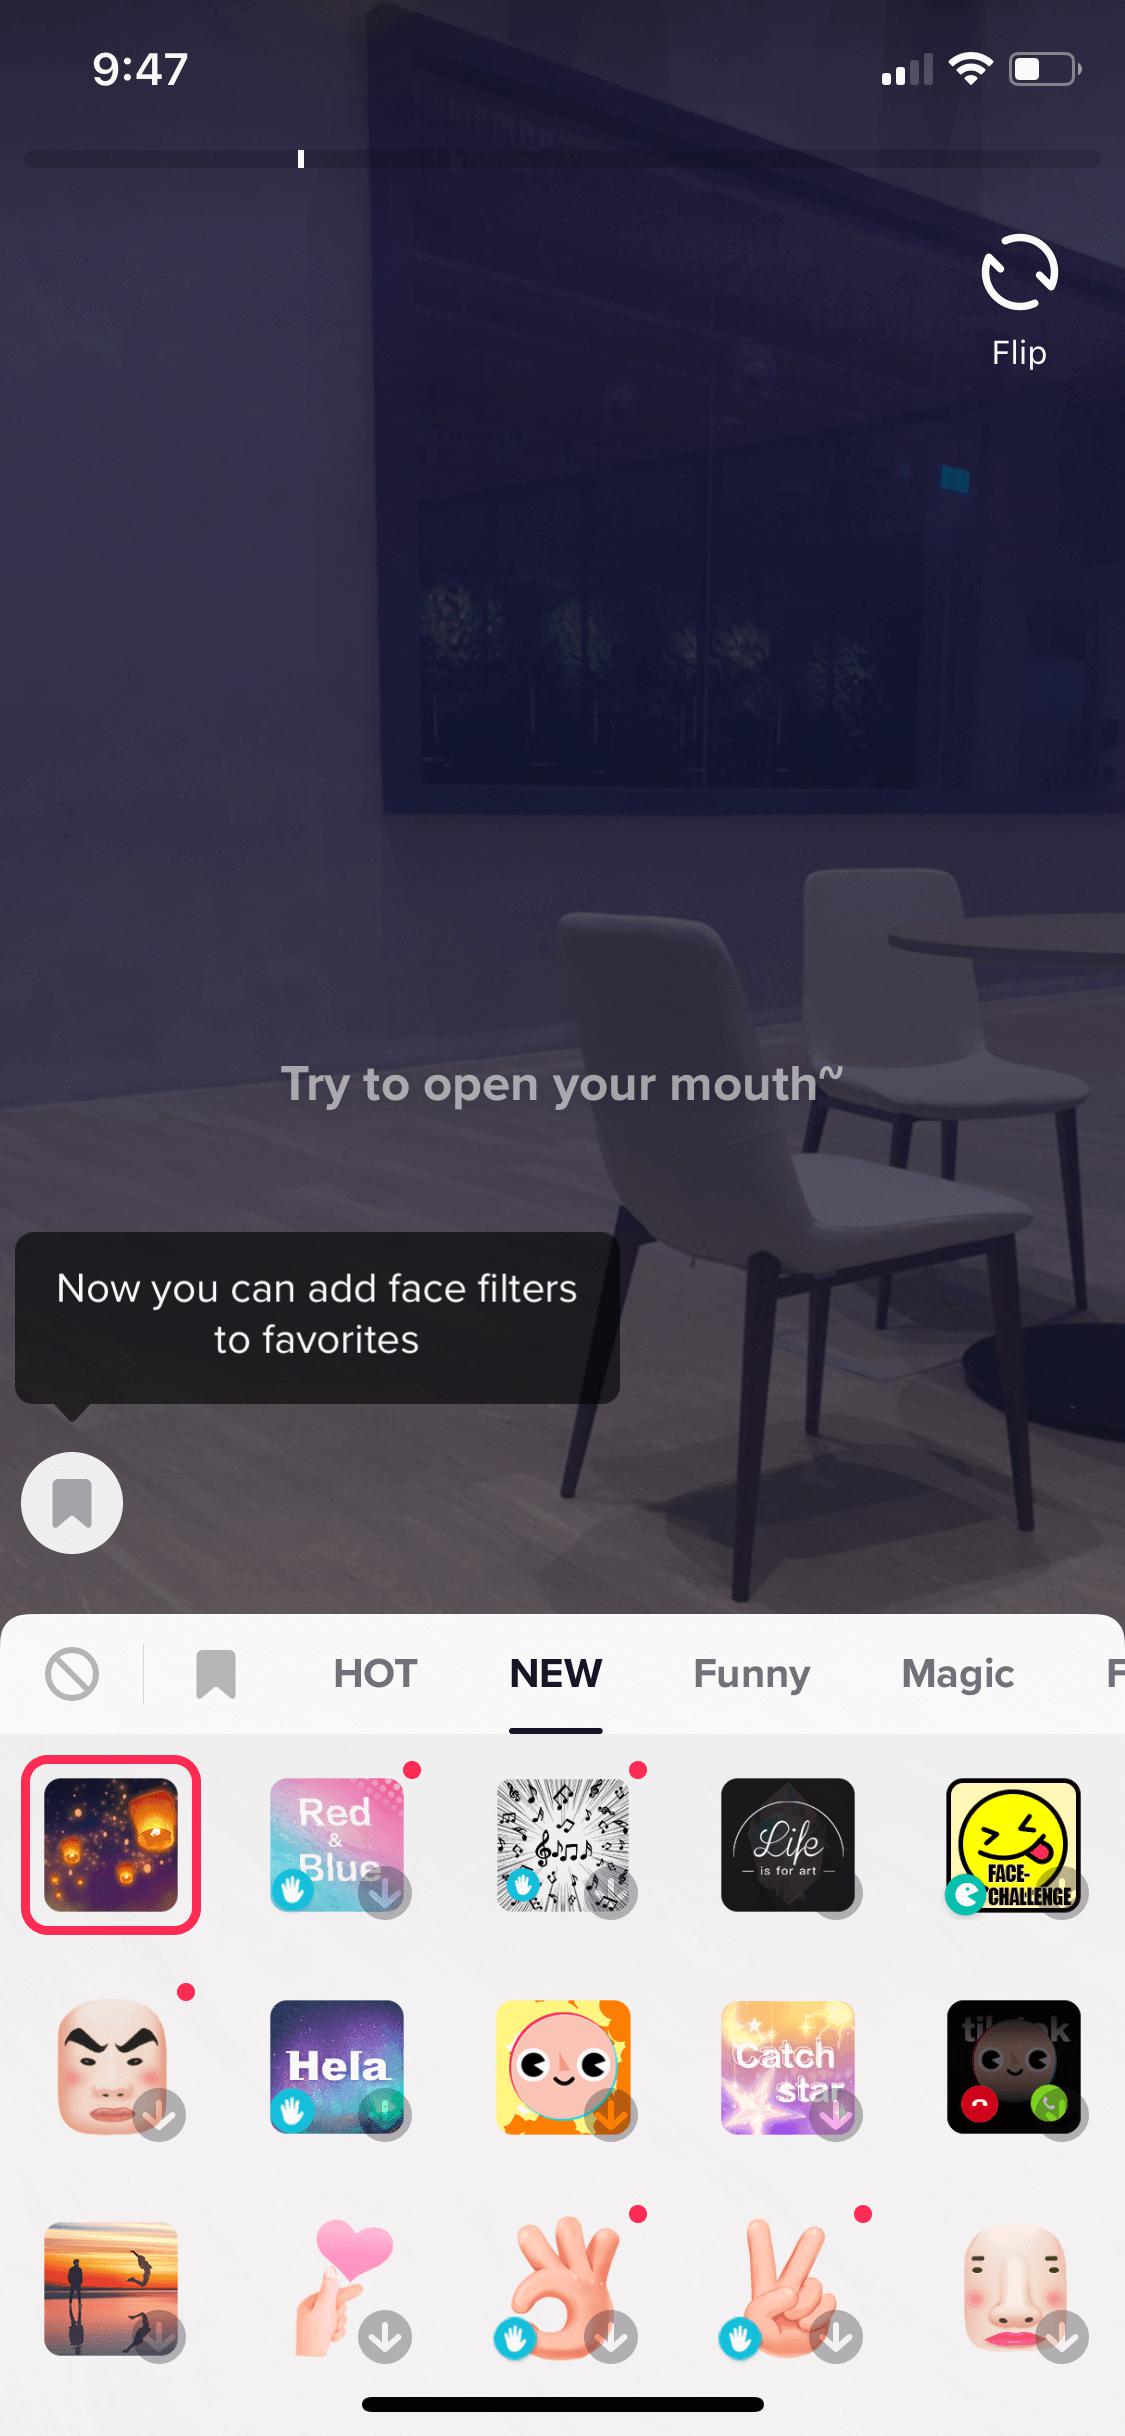 9:47
Flip
Try to open your mouth~
Now you can add face filters
to favorites
HOT NEW Funny Magic F
Red
&
Blue
Life
is for art
FACE-
CHALLENGE
Hela
Catch
star